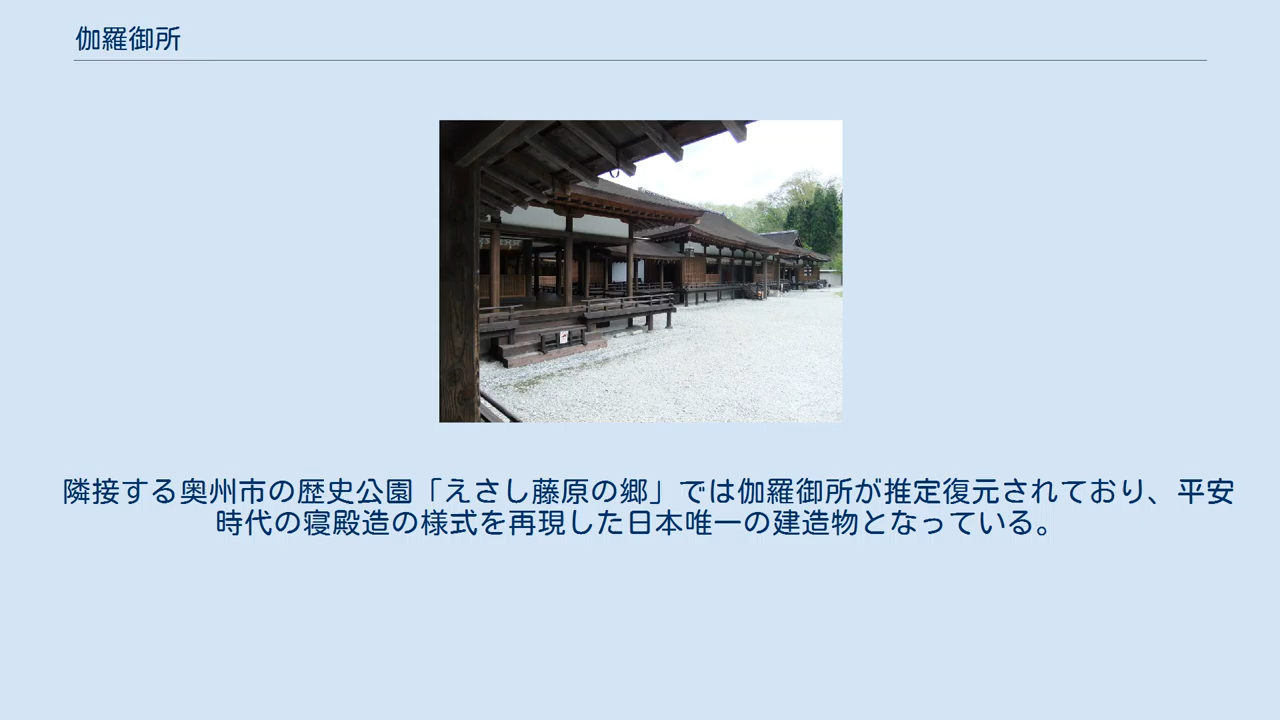 伽羅御所
隣接する奥州市の歴史公園「えさし藤原の郷」では伽羅御所が推定復元されており、平安
時代の寝殿造の様式を再現した日本唯一の建造物となっている。